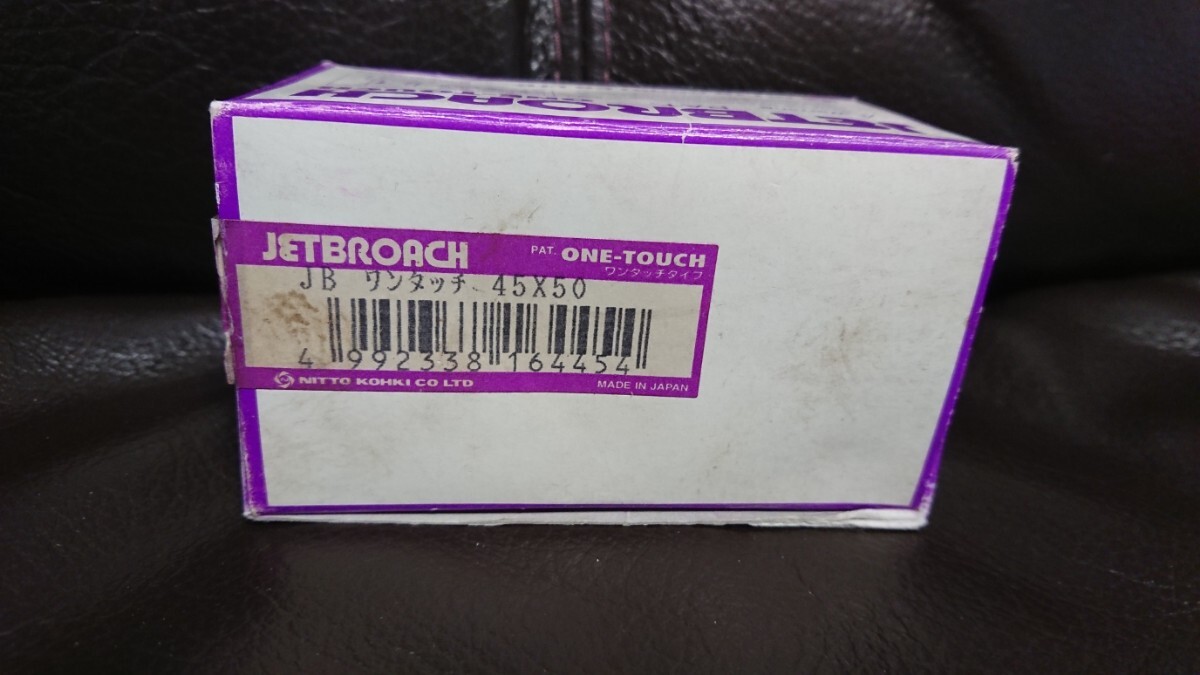 JETBROACH
JETBROACH PAT. ONE-TOUCH
ワンタッチタイプ
JB ワンタッチ 45X50
4 992338 164454
NITTO KOHKI CO LTD MADE IN JAPAN